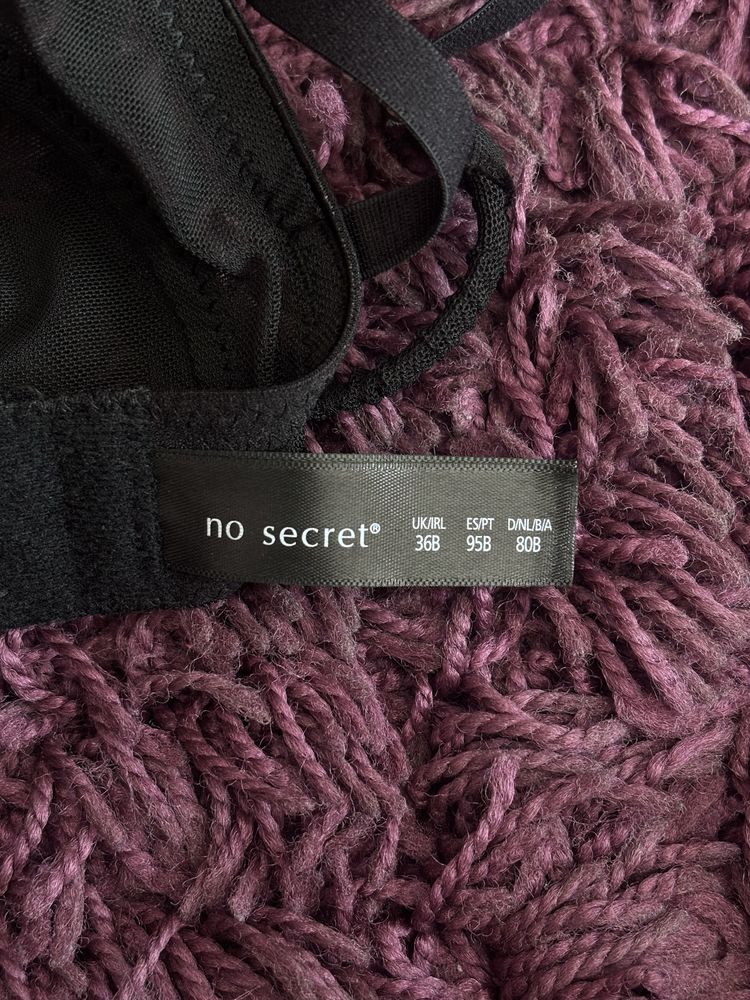 no secret® UK/IRL ES/PT D/NL/B/A
36B 95B 80B